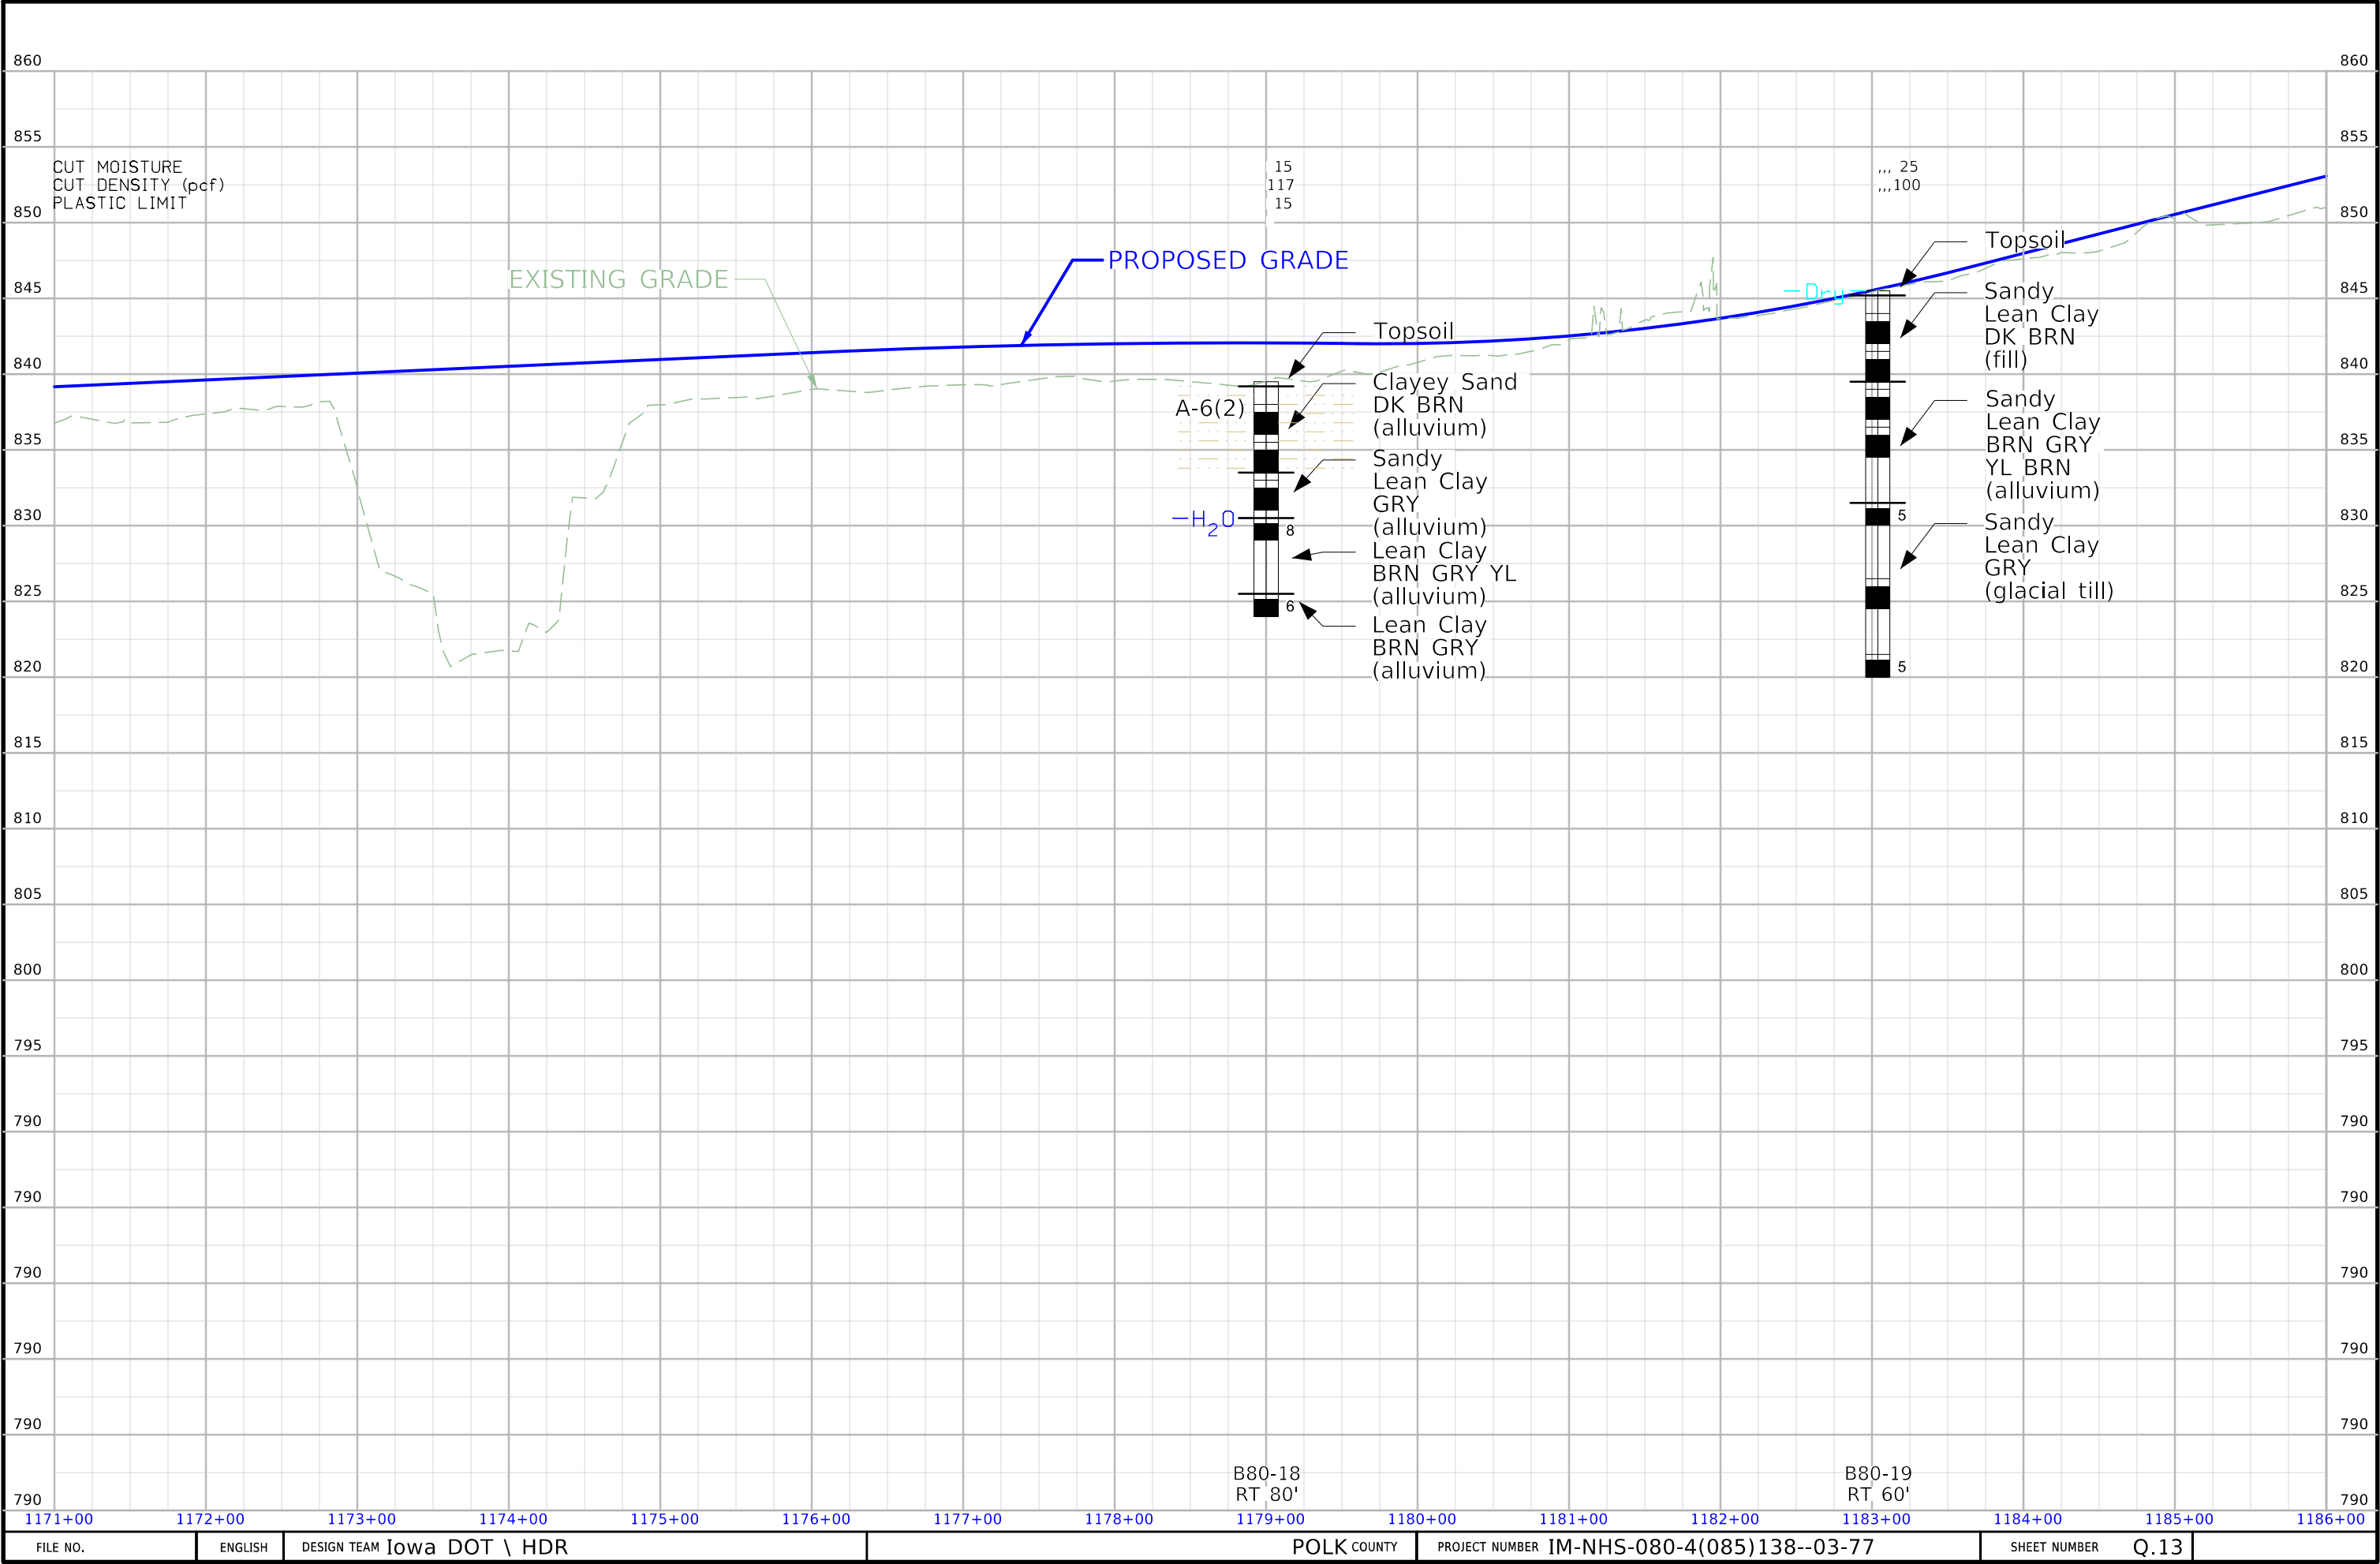 860 860
855 855
CUT MOISTURE 15 ,,, 25
CUT DENSITY (pcf) 117 ,,,100
PLASTIC LIMIT 15
850 850
Topsoil
PROPOSED GRADE
EXISTING GRADE
845 -Dry- 845
Sandy
Lean Clay
DK BRN
(fill)
Topsoil
840 840
Clayey Sand
DK BRN
(alluvium)
A-6(2)
Sandy
Lean Clay
BRN GRY
YL BRN
(alluvium)
835 835
Sandy
Lean Clay
GRY
(alluvium)
830 -H2O 8 5 830
Sandy
Lean Clay
GRY
(glacial till)
Lean Clay
BRN GRY YL
(alluvium)
825 6 825
Lean Clay
BRN GRY
(alluvium)
820 5 820
815 815
810 810
805 805
800 800
795 795
790 790
790 790
790 790
790 790
790 790
B80-18 B80-19
RT 80' RT 60'
790 790
1171+00 1172+00 1173+00 1174+00 1175+00 1176+00 1177+00 1178+00 1179+00 1180+00 1181+00 1182+00 1183+00 1184+00 1185+00 1186+00
FILE NO. ENGLISH DESIGN TEAM Iowa DOT \ HDR POLK COUNTY PROJECT NUMBER IM-NHS-080-4(085)138--03-77 SHEET NUMBER Q.13